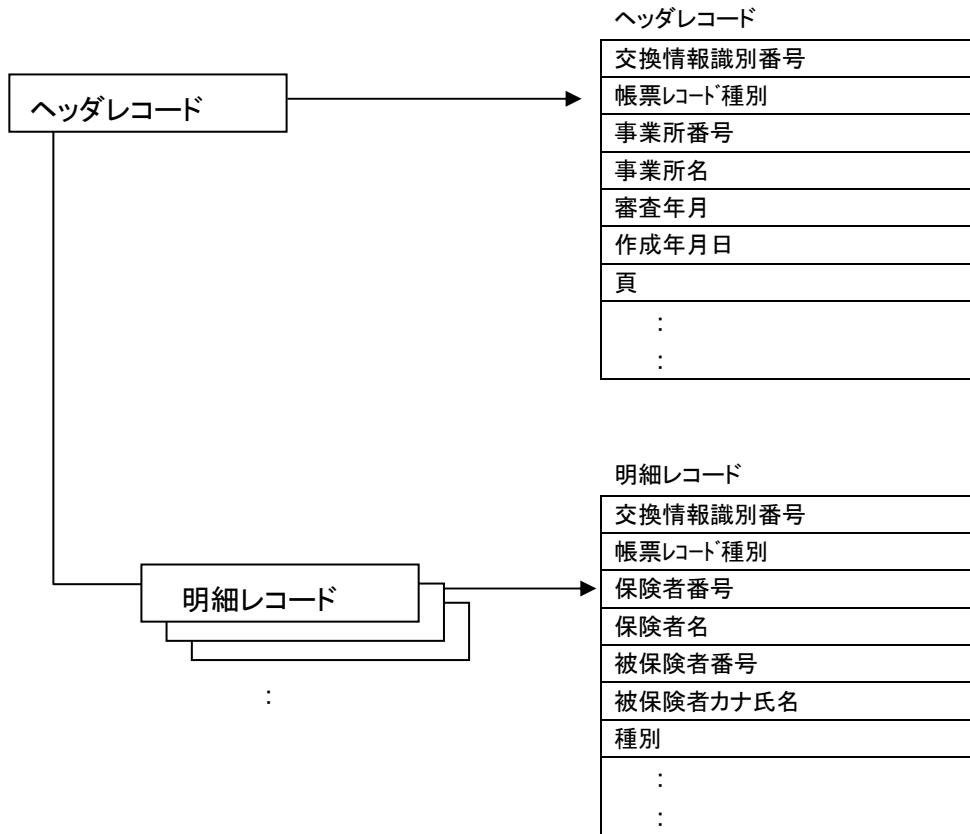 ヘッダレコード
交換情報識別番号
帳票ﾚｺｰﾄﾞ種別
事業所番号
事業所名
審査年月
作成年月日
頁
:
:
ヘッダレコード
明細レコード
交換情報識別番号
帳票ﾚｺｰﾄﾞ種別
保険者番号
保険者名
被保険者番号
被保険者カナ氏名
種別
:
:
明細レコード
: